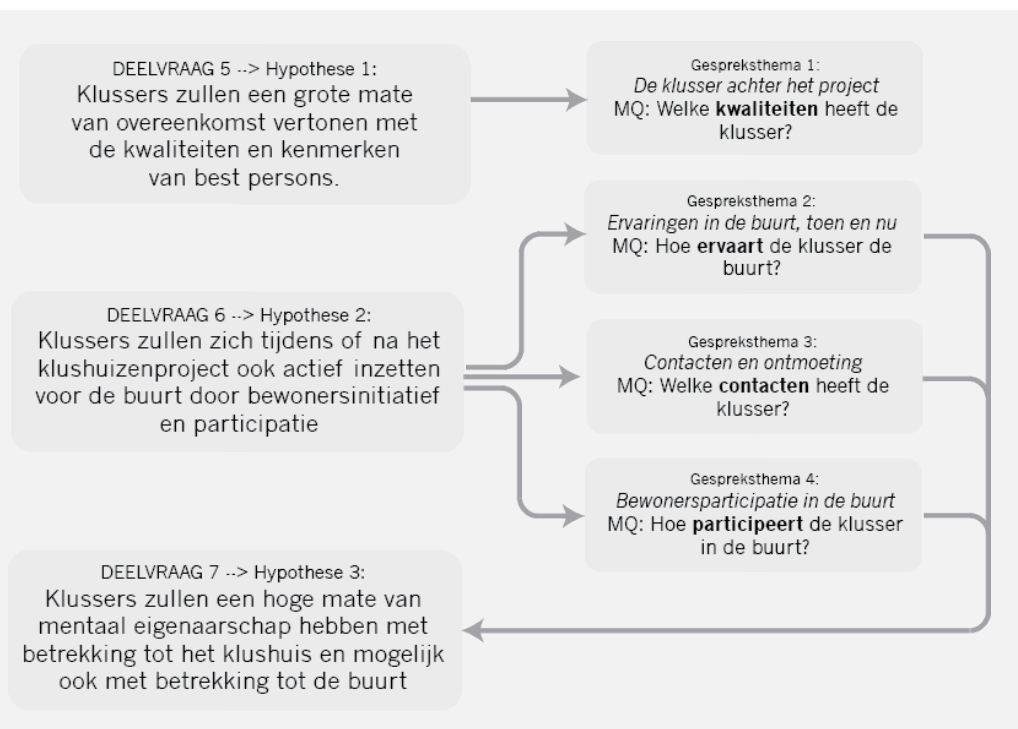 DEELVRAAG 5 --> Hypothese 1:
Klussers zullen een grote mate
van overeenkomst vertonen met
de kwaliteiten en kenmerken
van best persons.
Gespreksthema 1:
De klusser achter het project
MQ: Welke kwaliteiten heeft de
klusser?
Gespreksthema 2:
Ervaringen in de buurt, toen en nu
MQ: Hoe ervaart de klusser de
buurt?
DEELVRAAG 6 --> Hypothese 2:
Klussers zullen zich tijdens of na het
klushuizenproject ook actief inzetten
voor de buurt door bewonersinitiatief
en participatie
Gespreksthema 3:
Contacten en ontmoeting
MQ: Welke contacten heeft de
klusser?
Gespreksthema 4:
Bewonersparticipatie in de buurt
MQ: Hoe participeert de klusser
in de buurt?
DEELVRAAG 7 --> Hypothese 3:
Klussers zullen een hoge mate van
mentaal eigenaarschap hebben met
betrekking tot het klushuis en mogelijk
ook met betrekking tot de buurt